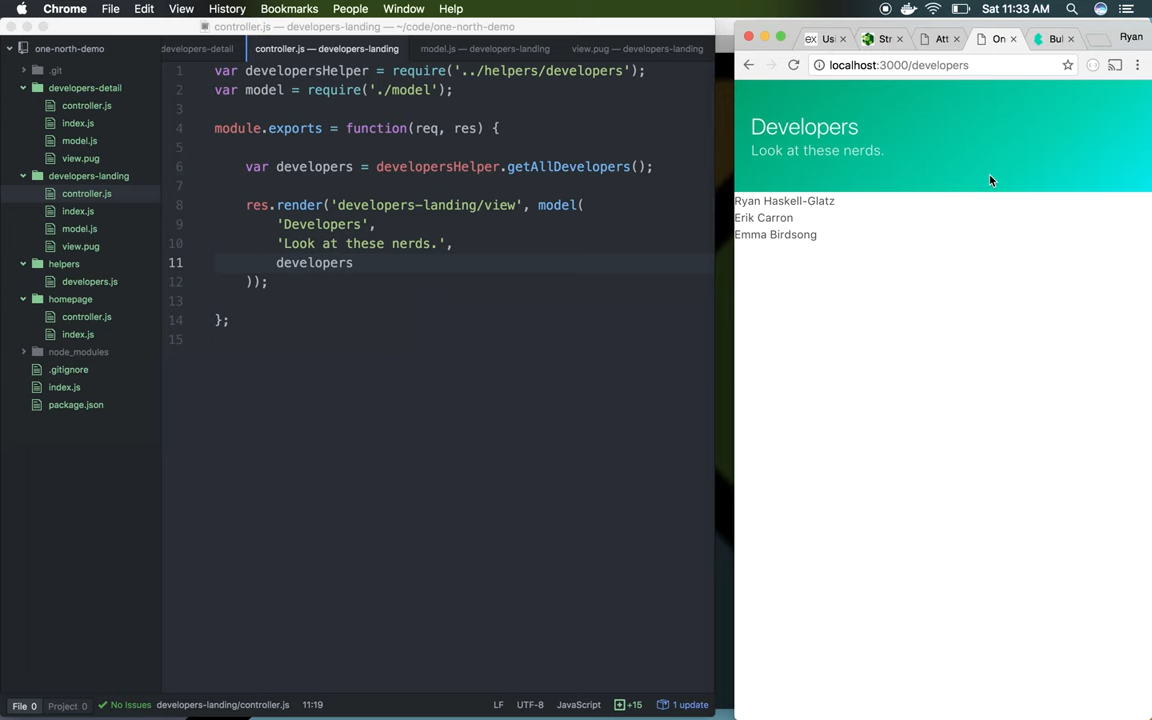 Chrome File Edit View History Bookmarks People Window Help Sat 11:33 AM
controller.js — developers-landing — ~/code/one-north-demo
one-north-demo
.git
developers-detail
controller.js
index.js
model.js
view.pug
developers-landing
controller.js
index.js
model.js
view.pug
helpers
developers.js
homepage
controller.js
index.js
node_modules
.gitignore
index.js
package.json
developers-detail controller.js — developers-landing model.js — developers-landing view.pug — developers-landing
1 var developersHelper = require('../helpers/developers');
2 var model = require('./model');
3
4 module.exports = function(req, res) {
5
6 var developers = developersHelper.getAllDevelopers();
7
8 res.render('developers-landing/view', model(
9 'Developers',
10 'Look at these nerds.',
11 developers
12 ));
13
14 };
15
File 0 Project 0 No Issues developers-landing/controller.js 11:19 LF UTF-8 JavaScript +15 1 update
ex Usi Str Att On Bul Ryan
localhost:3000/developers
Developers
Look at these nerds.
Ryan Haskell-Glatz
Erik Carron
Emma Birdsong